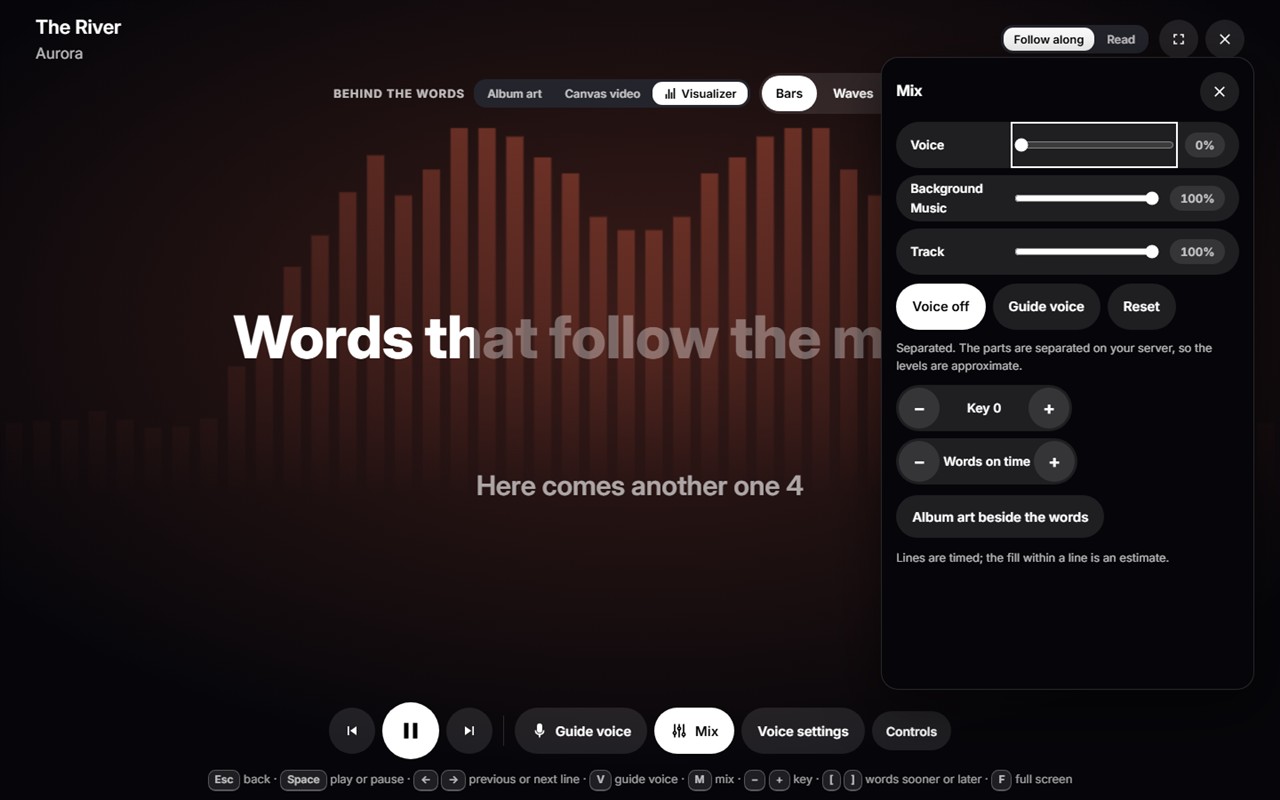 The River
Aurora
Follow along
Read
BEHIND THE WORDS
Album art
Canvas video
Visualizer
Bars
Waves
Mix
Voice
0%
Background
Music
100%
Track
100%
Voice off
Guide voice
Reset
Separated. The parts are separated on your server, so the
levels are approximate.
− Key 0 +
− Words on time +
Album art beside the words
Lines are timed; the fill within a line is an estimate.
Words that follow the m
Here comes another one 4
Guide voice
Mix
Voice settings
Controls
Esc back · Space play or pause · ← → previous or next line · V guide voice · M mix · − + key · [ ] words sooner or later · F full screen